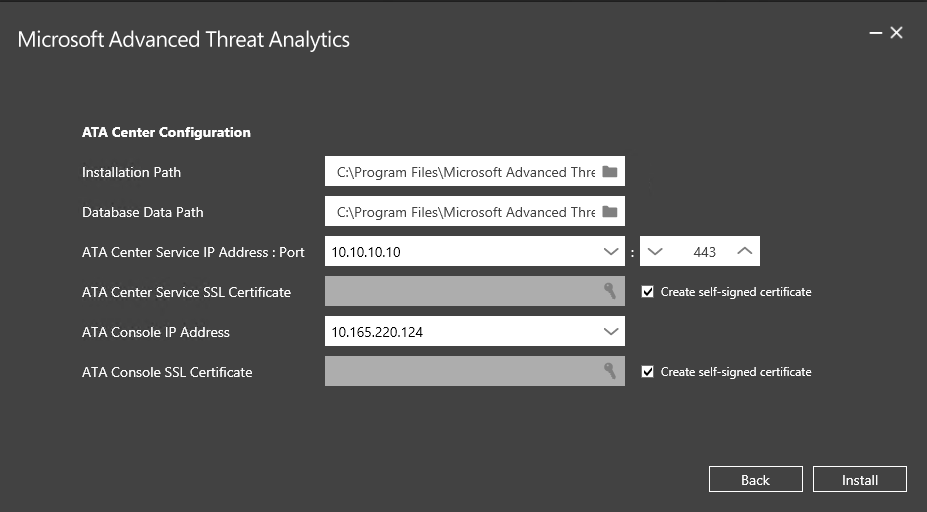 Microsoft Advanced Threat Analytics
ATA Center Configuration
Installation Path C:\Program Files\Microsoft Advanced Thre
Database Data Path C:\Program Files\Microsoft Advanced Thre
ATA Center Service IP Address : Port 10.10.10.10 : 443
ATA Center Service SSL Certificate Create self-signed certificate
ATA Console IP Address 10.165.220.124
ATA Console SSL Certificate Create self-signed certificate
Back Install